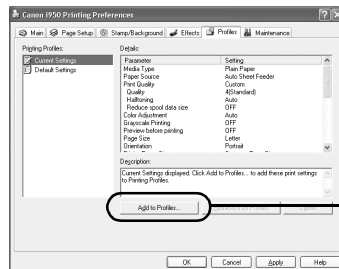 Canon i950 Printing Preferences
Main Page Setup Stamp/Background Effects Profiles Maintenance
Printing Profiles:
Current Settings
Default Settings
Details:
Parameter Setting
Media Type Plain Paper
Paper Source Auto Sheet Feeder
Print Quality Custom
Quality 4(Standard)
Halftoning Auto
Reduce spool data size OFF
Color Adjustment Auto
Grayscale Printing OFF
Preview before printing OFF
Page Size Letter
Orientation Portrait
Description:
Current Settings displayed. Click Add to Profiles... to add these print settings
to Printing Profiles.
Add to Profiles...
OK Cancel Apply Help